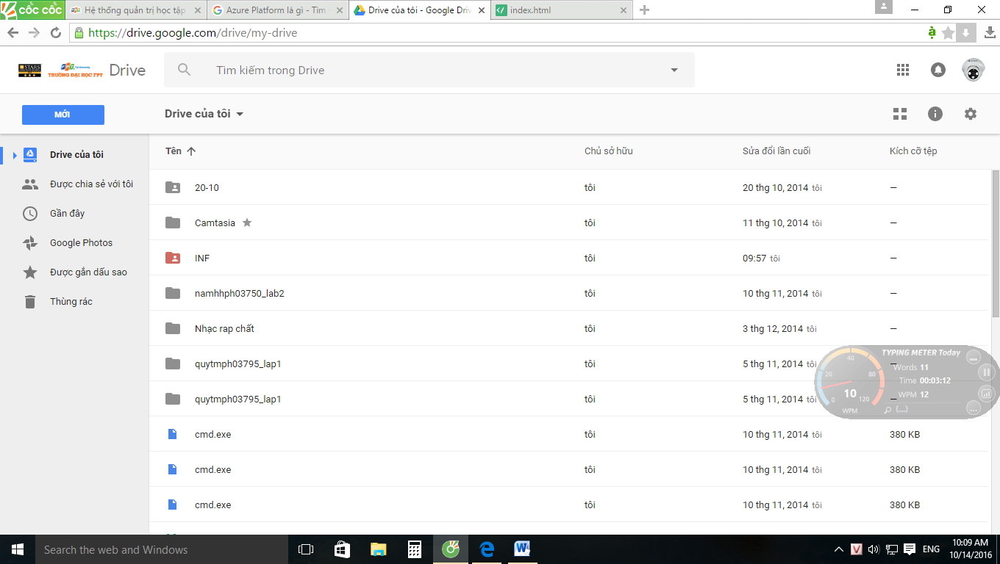 CỐC CỐC
Hệ thống quản trị học tập
Azure Platform là gì - Tìm
Drive của tôi - Google Driv
index.html
https://drive.google.com/drive/my-drive
STARS
FPT
TRƯỜNG ĐẠI HỌC FPT
Drive
Tìm kiếm trong Drive
MỚI
Drive của tôi
Drive của tôi
Được chia sẻ với tôi
Gần đây
Google Photos
Được gắn dấu sao
Thùng rác
Tên Chủ sở hữu Sửa đổi lần cuối Kích cỡ tệp
20-10 tôi 20 thg 10, 2014 tôi —
Camtasia tôi 11 thg 10, 2014 tôi —
INF tôi 09:57 tôi —
namhhph03750_lab2 tôi 10 thg 11, 2014 tôi —
Nhạc rap chất tôi 3 thg 12, 2014 tôi —
quytmph03795_lap1 tôi 5 thg 11, 2014 tôi —
quytmph03795_lap1 tôi 5 thg 11, 2014 tôi —
cmd.exe tôi 10 thg 11, 2014 tôi 380 KB
cmd.exe tôi 10 thg 11, 2014 tôi 380 KB
cmd.exe tôi 10 thg 11, 2014 tôi 380 KB
TYPING METER Today
Words 11
Time 00:03:12
WPM 12
(...)
0 20 40 80 120
10
WPM
Search the web and Windows
ENG
10:09 AM
10/14/2016